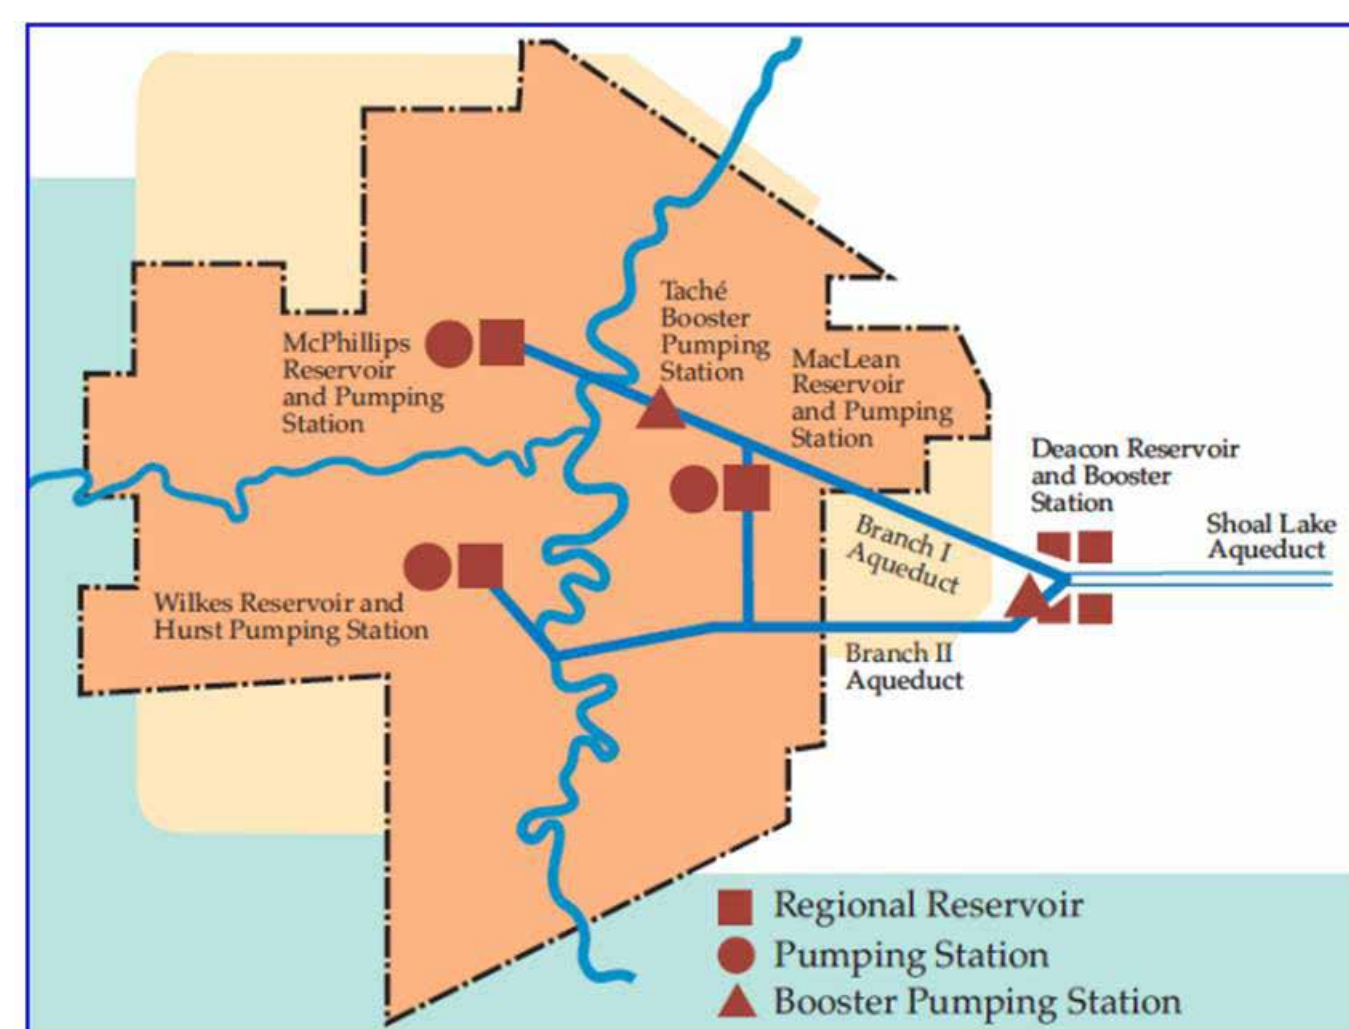 Taché
Booster
Pumping
Station
McPhillips
Reservoir
and Pumping
Station
MacLean
Reservoir
and Pumping
Station
Deacon Reservoir
and Booster
Station
Shoal Lake
Aqueduct
Branch I
Aqueduct
Wilkes Reservoir and
Hurst Pumping Station
Branch II
Aqueduct
Regional Reservoir
Pumping Station
Booster Pumping Station